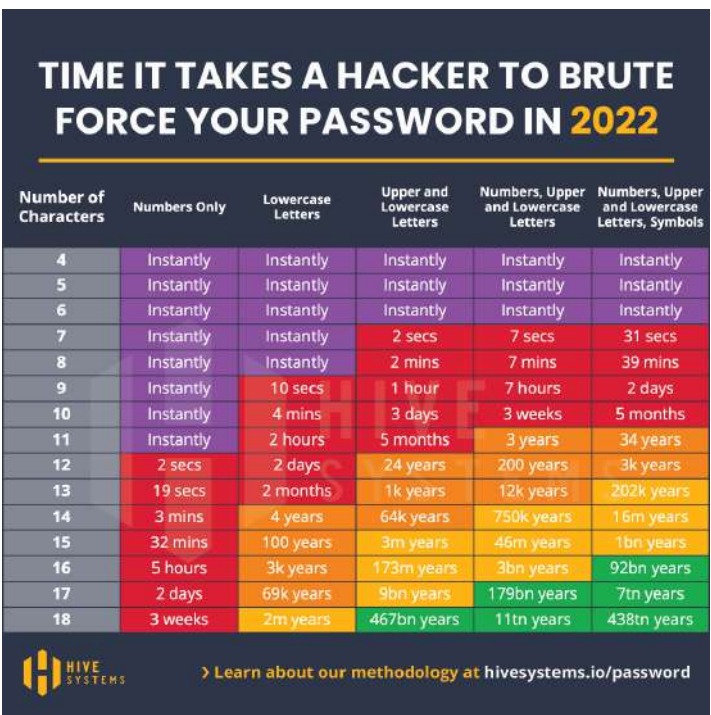 TIME IT TAKES A HACKER TO BRUTE
FORCE YOUR PASSWORD IN 2022
Number of Characters | Numbers Only | Lowercase Letters | Upper and Lowercase Letters | Numbers, Upper and Lowercase Letters | Numbers, Upper and Lowercase Letters, Symbols
4 | Instantly | Instantly | Instantly | Instantly | Instantly
5 | Instantly | Instantly | Instantly | Instantly | Instantly
6 | Instantly | Instantly | Instantly | Instantly | Instantly
7 | Instantly | Instantly | 2 secs | 7 secs | 31 secs
8 | Instantly | Instantly | 2 mins | 7 mins | 39 mins
9 | Instantly | 10 secs | 1 hour | 7 hours | 2 days
10 | Instantly | 4 mins | 3 days | 3 weeks | 5 months
11 | Instantly | 2 hours | 5 months | 3 years | 34 years
12 | 2 secs | 2 days | 24 years | 200 years | 3k years
13 | 19 secs | 2 months | 1k years | 12k years | 202k years
14 | 3 mins | 4 years | 64k years | 750k years | 16m years
15 | 32 mins | 100 years | 3m years | 46m years | 1bn years
16 | 5 hours | 3k years | 173m years | 3bn years | 92bn years
17 | 2 days | 69k years | 9bn years | 179bn years | 7tn years
18 | 3 weeks | 2m years | 467bn years | 11tn years | 438tn years
HIVE
SYSTEMS
HIVE
SYSTEMS
› Learn about our methodology at hivesystems.io/password